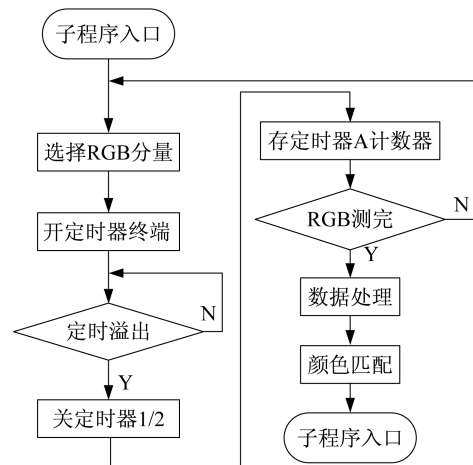 子程序入口
选择RGB分量
开定时器终端
定时溢出
N
Y
关定时器1/2
存定时器A计数器
RGB测完
N
Y
数据处理
颜色匹配
子程序入口